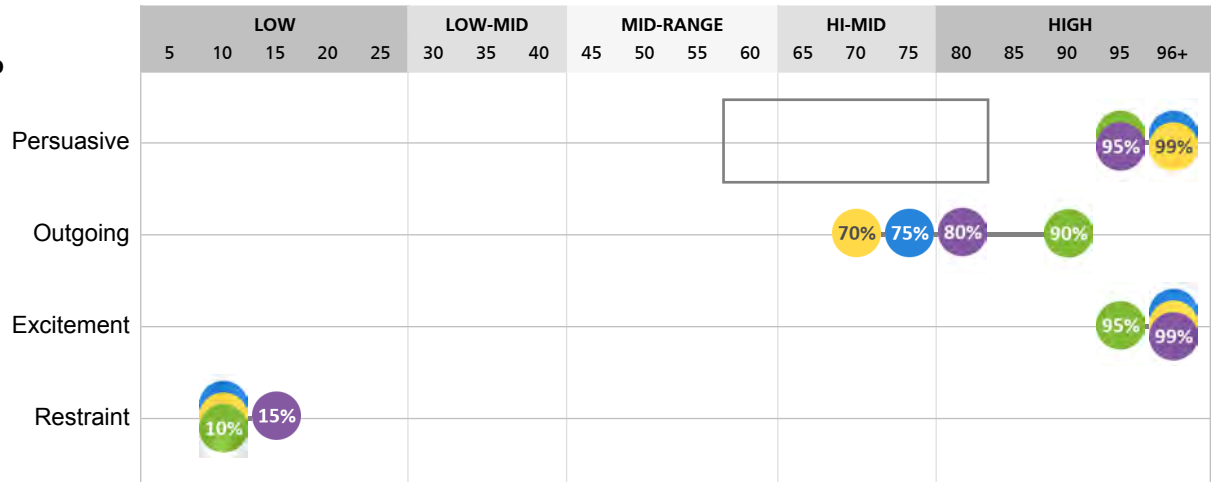 LOW LOW-MID MID-RANGE HI-MID HIGH
5 10 15 20 25 30 35 40 45 50 55 60 65 70 75 80 85 90 95 96+
Persuasive 95% 99%
Outgoing 70% 75% 80% 90%
Excitement 95% 99%
Restraint 10% 15%